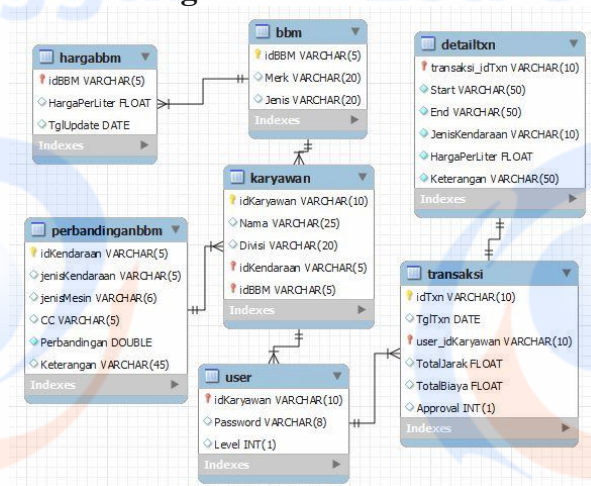 hargabbm
idBBM VARCHAR(5)
HargaPerLiter FLOAT
TglUpdate DATE
Indexes
bbm
idBBM VARCHAR(5)
Merk VARCHAR(20)
Jenis VARCHAR(20)
Indexes
detailtxn
transaksi_idTxn VARCHAR(10)
Start VARCHAR(50)
End VARCHAR(50)
JenisKendaraan VARCHAR(10)
HargaPerLiter FLOAT
Keterangan VARCHAR(50)
Indexes
karyawan
idKaryawan VARCHAR(10)
Nama VARCHAR(25)
Divisi VARCHAR(20)
idKendaraan VARCHAR(5)
idBBM VARCHAR(5)
Indexes
perbandinganbbm
idKendaraan VARCHAR(5)
jenisKendaraan VARCHAR(5)
jenisMesin VARCHAR(6)
CC VARCHAR(5)
Perbandingan DOUBLE
Keterangan VARCHAR(45)
Indexes
transaksi
idTxn VARCHAR(10)
TglTxn DATE
user_idKaryawan VARCHAR(10)
TotalJarak FLOAT
TotalBiaya FLOAT
Approval INT(1)
Indexes
user
idKaryawan VARCHAR(10)
Password VARCHAR(8)
Level INT(1)
Indexes